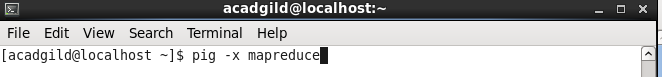 acadgild@localhost:~
File Edit View Search Terminal Help
[acadgild@localhost ~]$ pig -x mapreduce